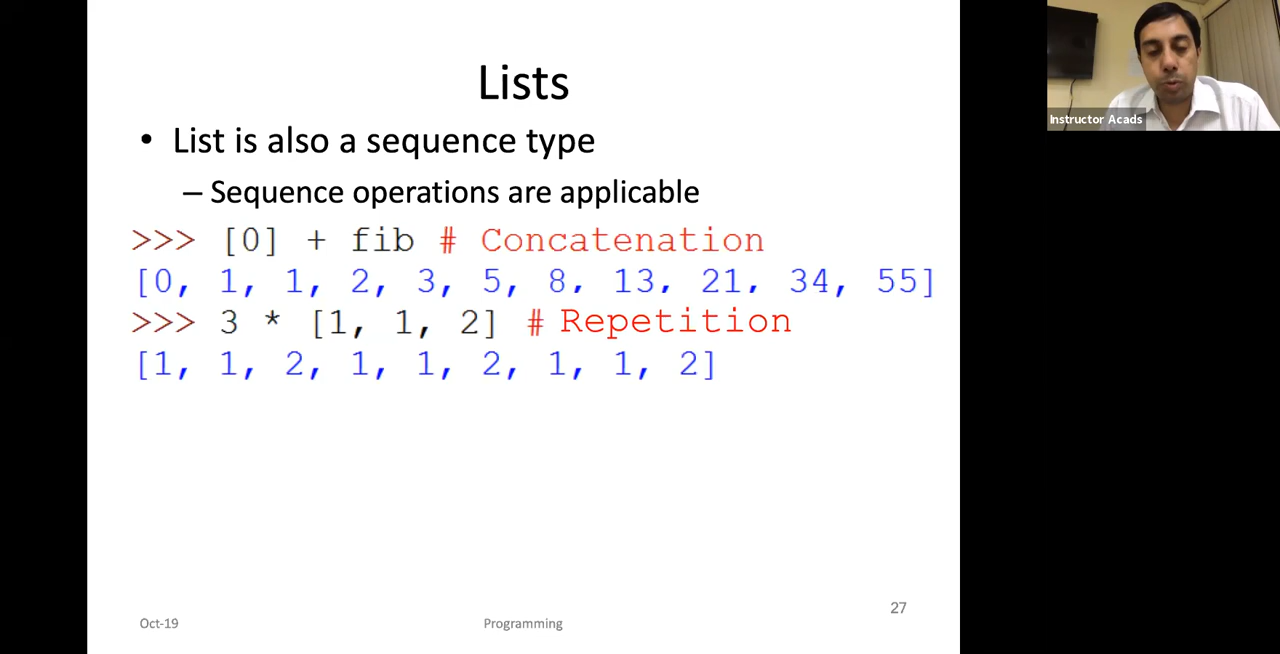 Lists
• List is also a sequence type
– Sequence operations are applicable
>>> [0] + fib # Concatenation
[0, 1, 1, 2, 3, 5, 8, 13, 21, 34, 55]
>>> 3 * [1, 1, 2] # Repetition
[1, 1, 2, 1, 1, 2, 1, 1, 2]
Oct-19
Programming
27
Instructor Acads